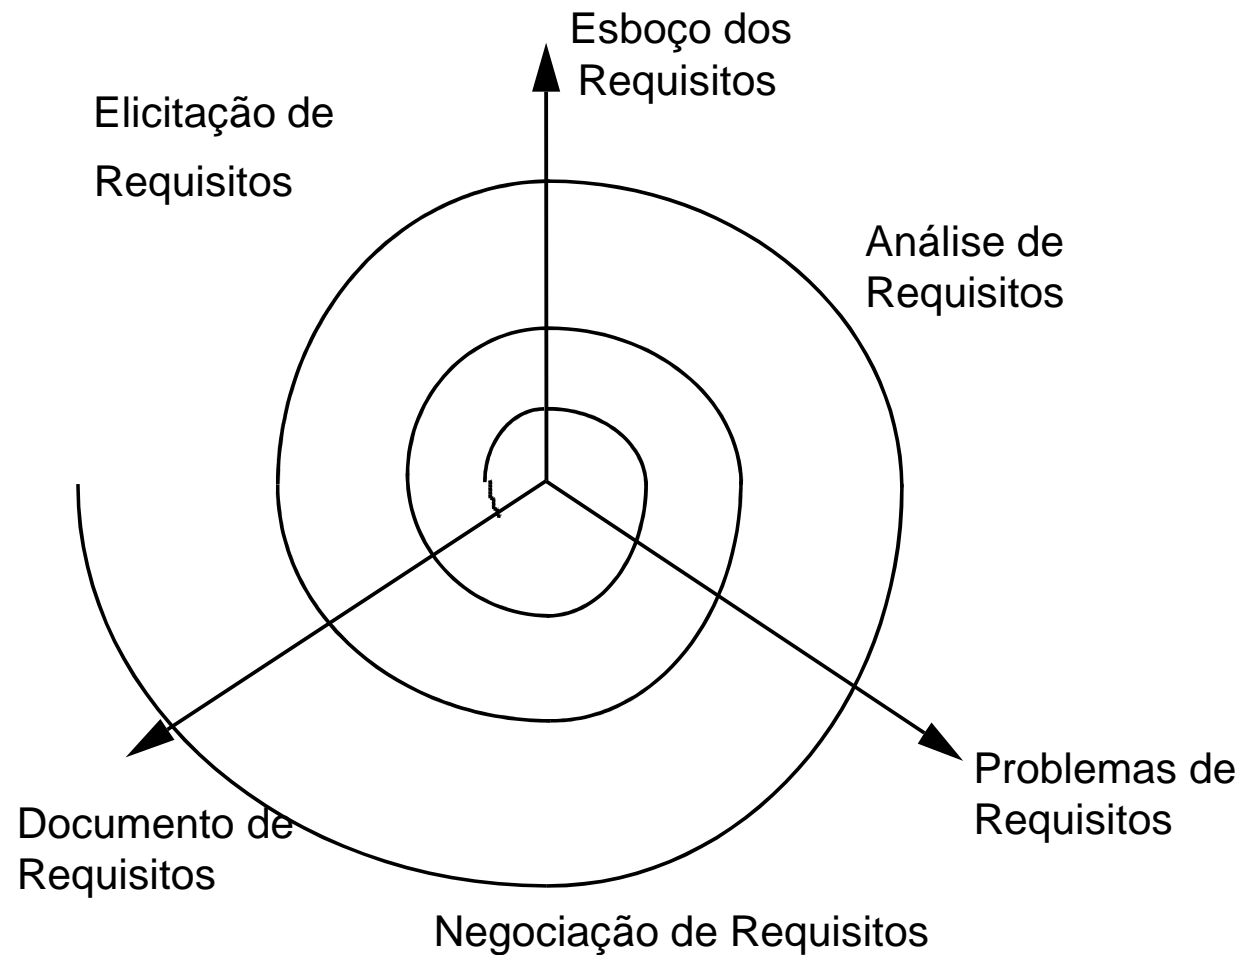 Esboço dos
Requisitos
Elicitação de
Requisitos
Análise de
Requisitos
Problemas de
Requisitos
Documento de
Requisitos
Negociação de Requisitos